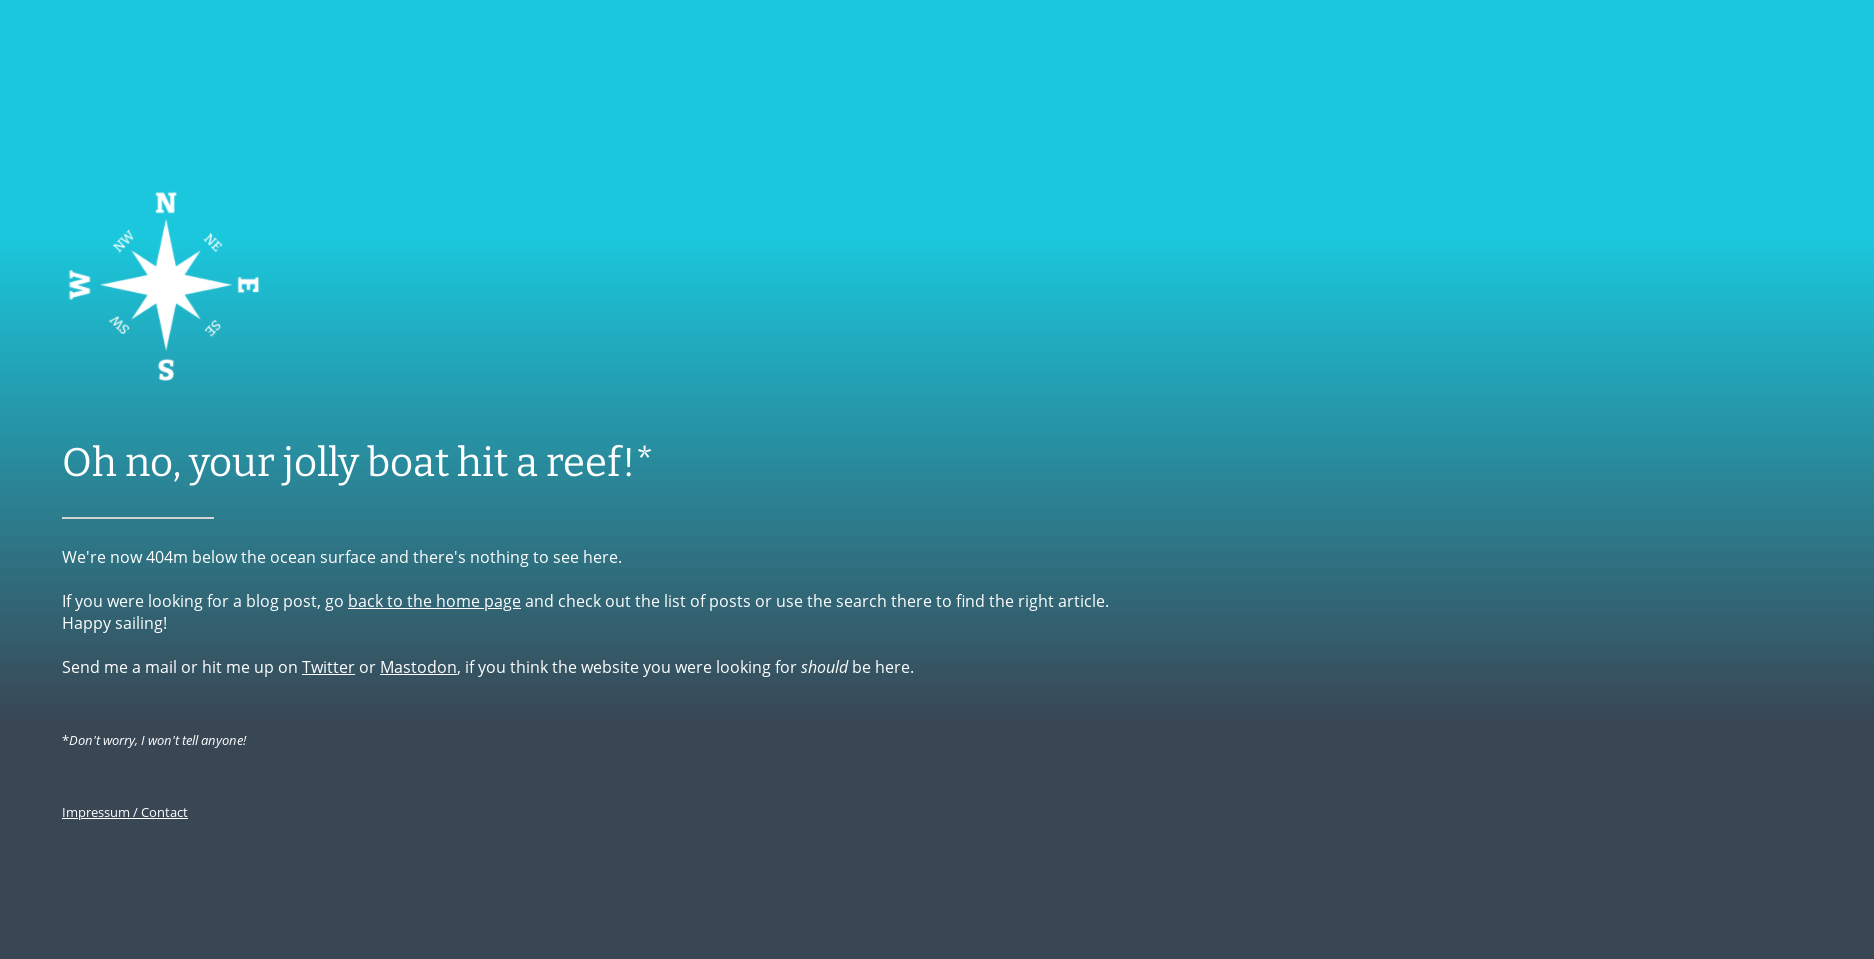 N
NW
NE
W
E
SW
SE
S
Oh no, your jolly boat hit a reef!*
We're now 404m below the ocean surface and there's nothing to see here.
If you were looking for a blog post, go back to the home page and check out the list of posts or use the search there to find the right article.
Happy sailing!
Send me a mail or hit me up on Twitter or Mastodon, if you think the website you were looking for should be here.
*Don't worry, I won't tell anyone!
Impressum / Contact